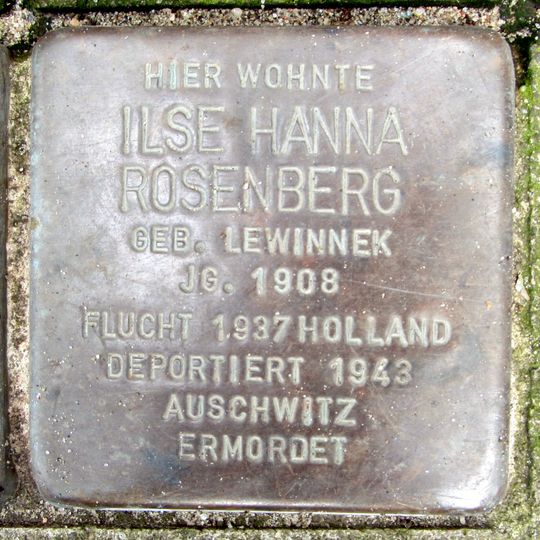 HIER WOHNTE
ILSE HANNA
ROSENBERG
GEB. LEWINNEK
JG. 1908
FLUCHT 1937 HOLLAND
DEPORTIERT 1943
AUSCHWITZ
ERMORDET